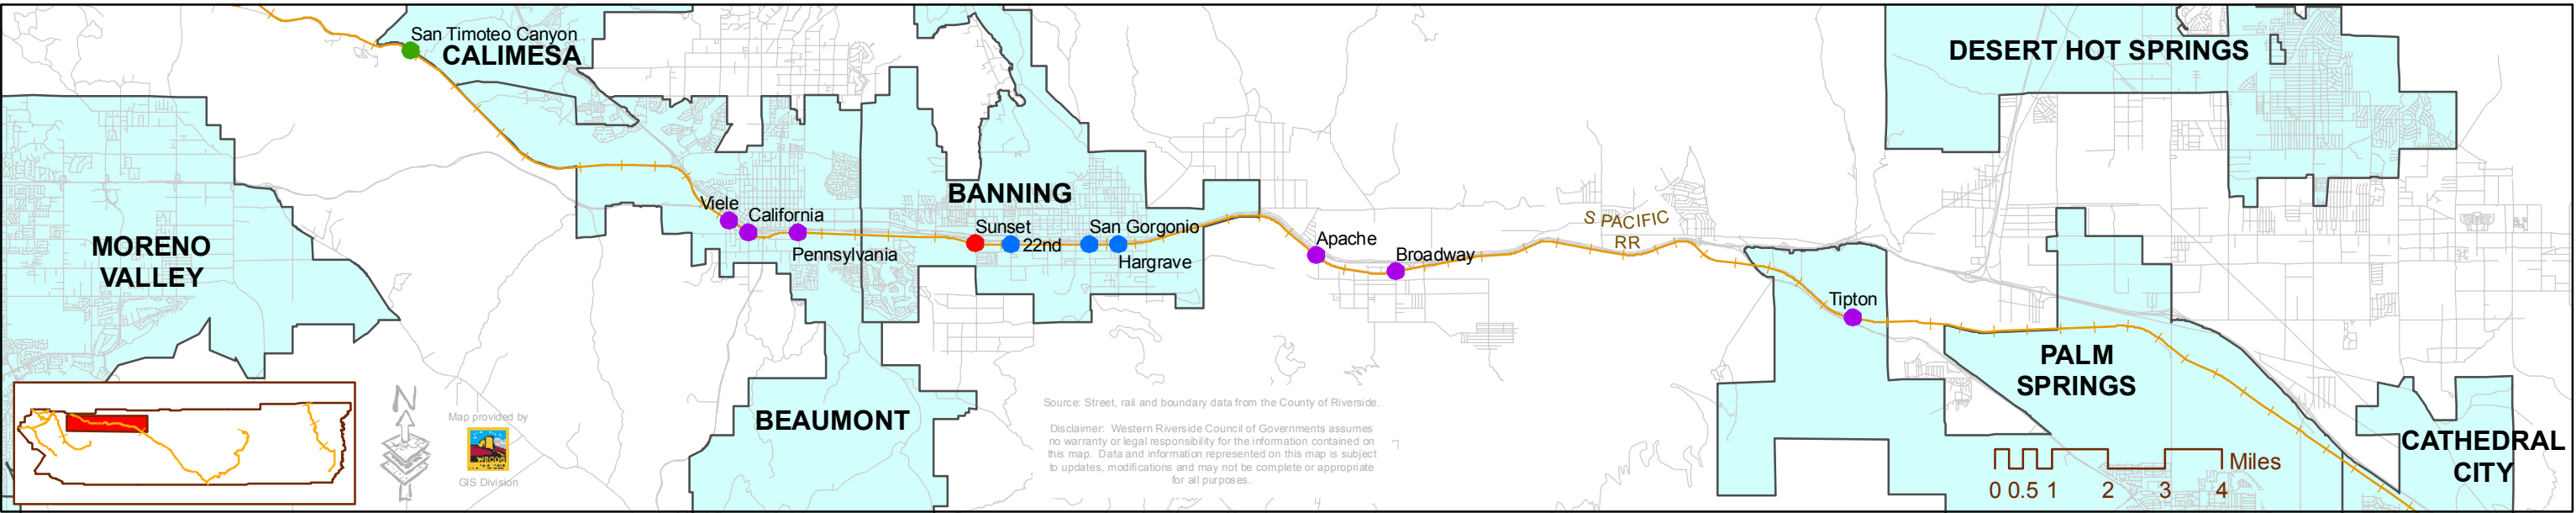 San Timoteo Canyon
CALIMESA
DESERT HOT SPRINGS
MORENO
VALLEY
Viele
California
Pennsylvania
BANNING
Sunset
22nd
San Gorgonio
Hargrave
Apache
Broadway
S PACIFIC
RR
Tipton
PALM
SPRINGS
BEAUMONT
CATHEDRAL
CITY
N
Map provided by
WRCOG
GIS Division
Source: Street, rail and boundary data from the County of Riverside.
Disclaimer: Western Riverside Council of Governments assumes
no warranty or legal responsibility for the information contained on
this map. Data and information represented on this map is subject
to updates, modifications and may not be complete or appropriate
for all purposes.
Miles
0 0.5 1 2 3 4